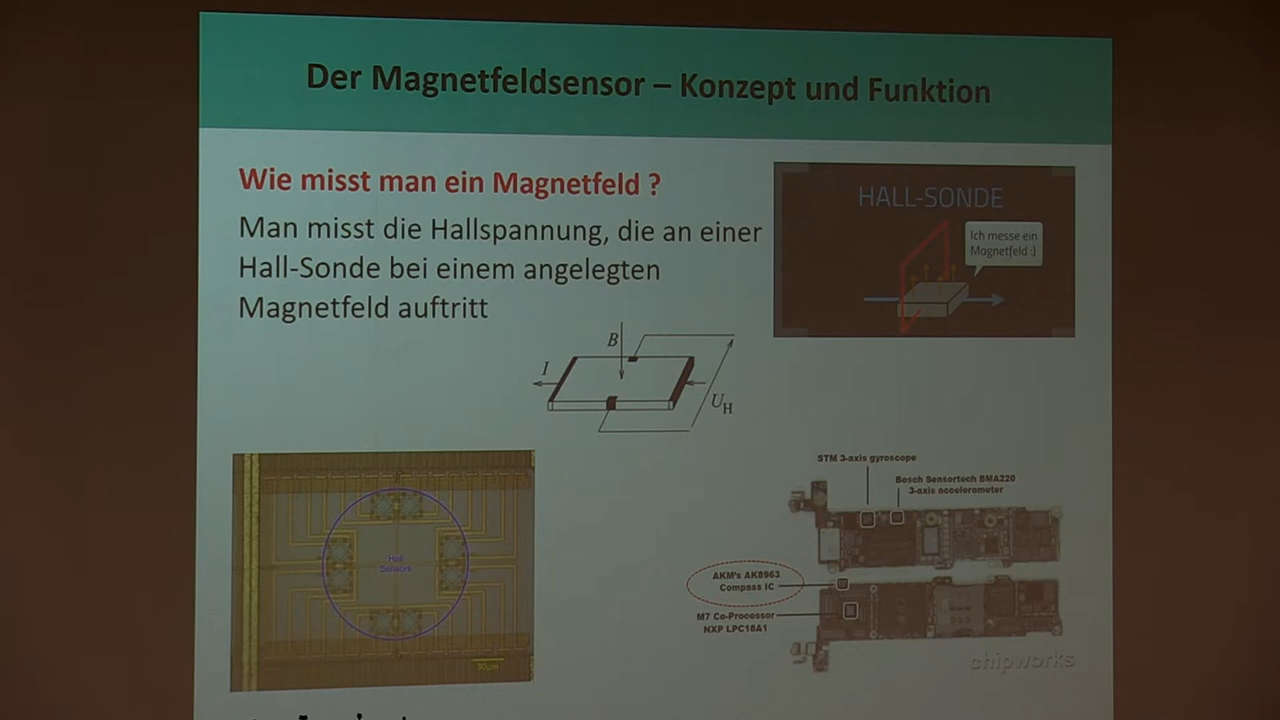 Der Magnetfeldsensor – Konzept und Funktion
Wie misst man ein Magnetfeld ?
Man misst die Hallspannung, die an einer
Hall-Sonde bei einem angelegten
Magnetfeld auftritt
HALL-SONDE
Ich messe ein
Magnetfeld :)
B
I
U_H
Hall
Sensors
50µm
STM 3-axis gyroscope
Bosch Sensortech BMA220
3-axis accelerometer
AKM's AK8963
Compass IC
M7 Co-Processor
NXP LPC18A1
chipworks